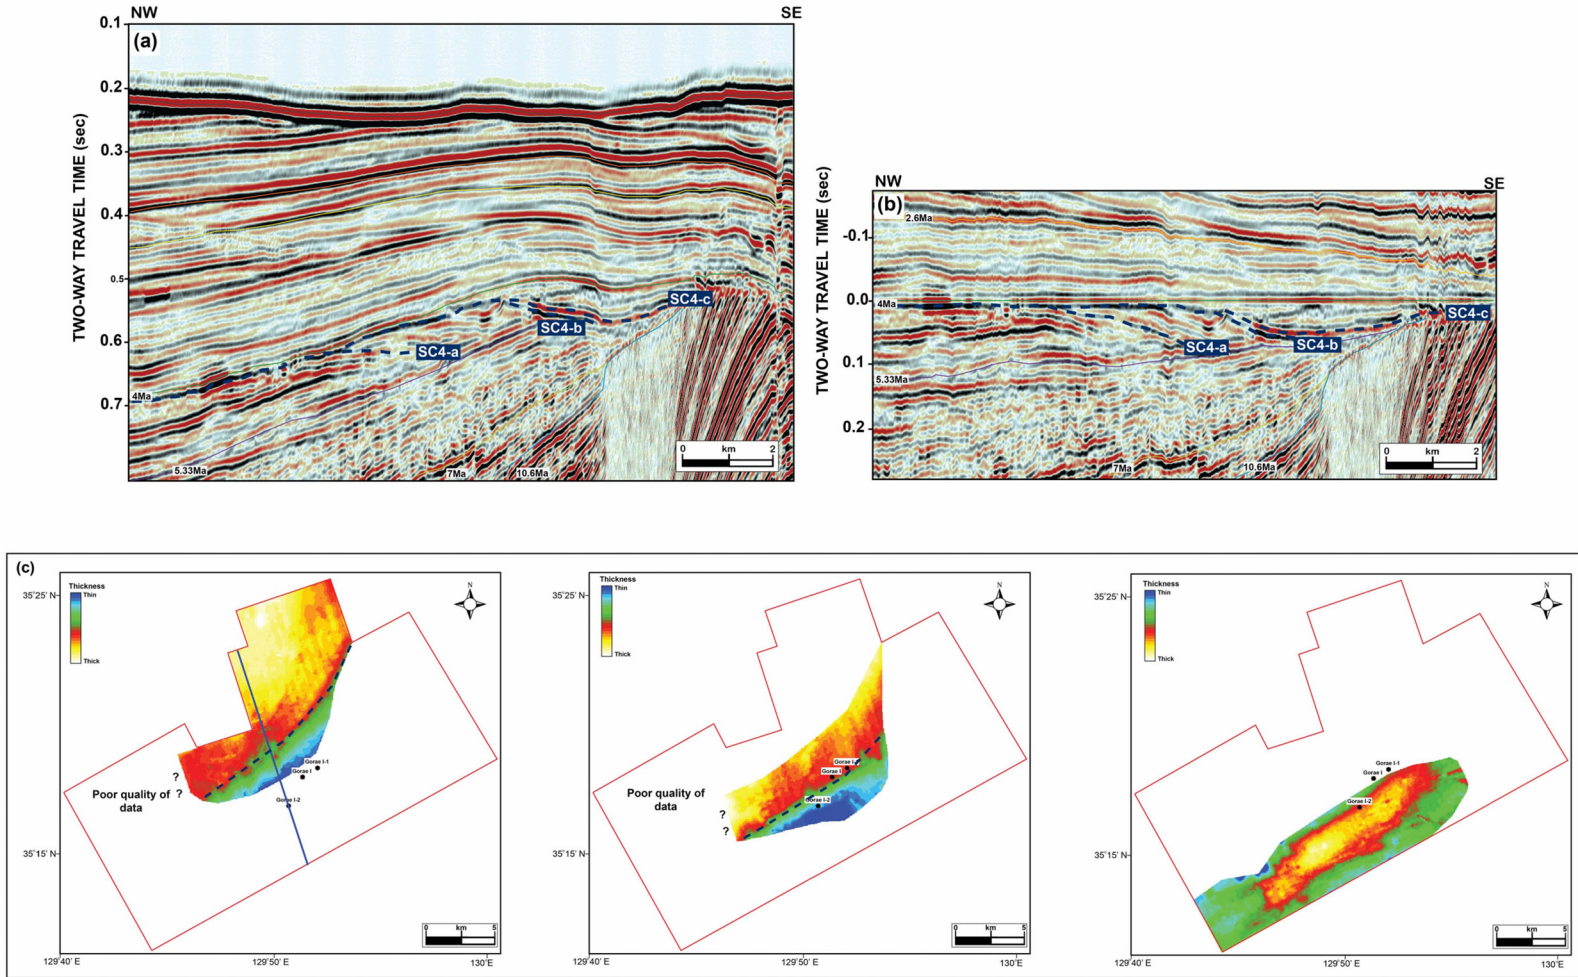 NW
SE
(a)
TWO-WAY TRAVEL TIME (sec)
0.1
0.2
0.3
0.4
0.5
0.6
0.7
SC4-c
SC4-b
SC4-a
4Ma
5.33Ma
7Ma
10.6Ma
0 km 2
NW
SE
(b)
TWO-WAY TRAVEL TIME (sec)
-0.1
0.0
0.1
0.2
2.6Ma
4Ma
SC4-c
SC4-a
SC4-b
5.33Ma
7Ma
10.6Ma
0 km 2
(c)
Thickness
Thin
Thick
N
35°25' N
35°15' N
Gorae I-1
Gorae I
Gorae I-2
?
?
Poor quality of
data
0 km 5
129°40' E
129°50' E
130°E
Thickness
Thin
Thick
N
35°25' N
35°15' N
Gorae I-
Gorae I
Gorae I-2
?
?
Poor quality of
data
0 km 5
129°40' E
129°50' E
130°E
Thickness
Thin
Thick
N
35°25' N
35°15' N
Gorae I-1
Gorae I
Gorae I-2
0 km 5
129°40' E
129°50' E
130°E